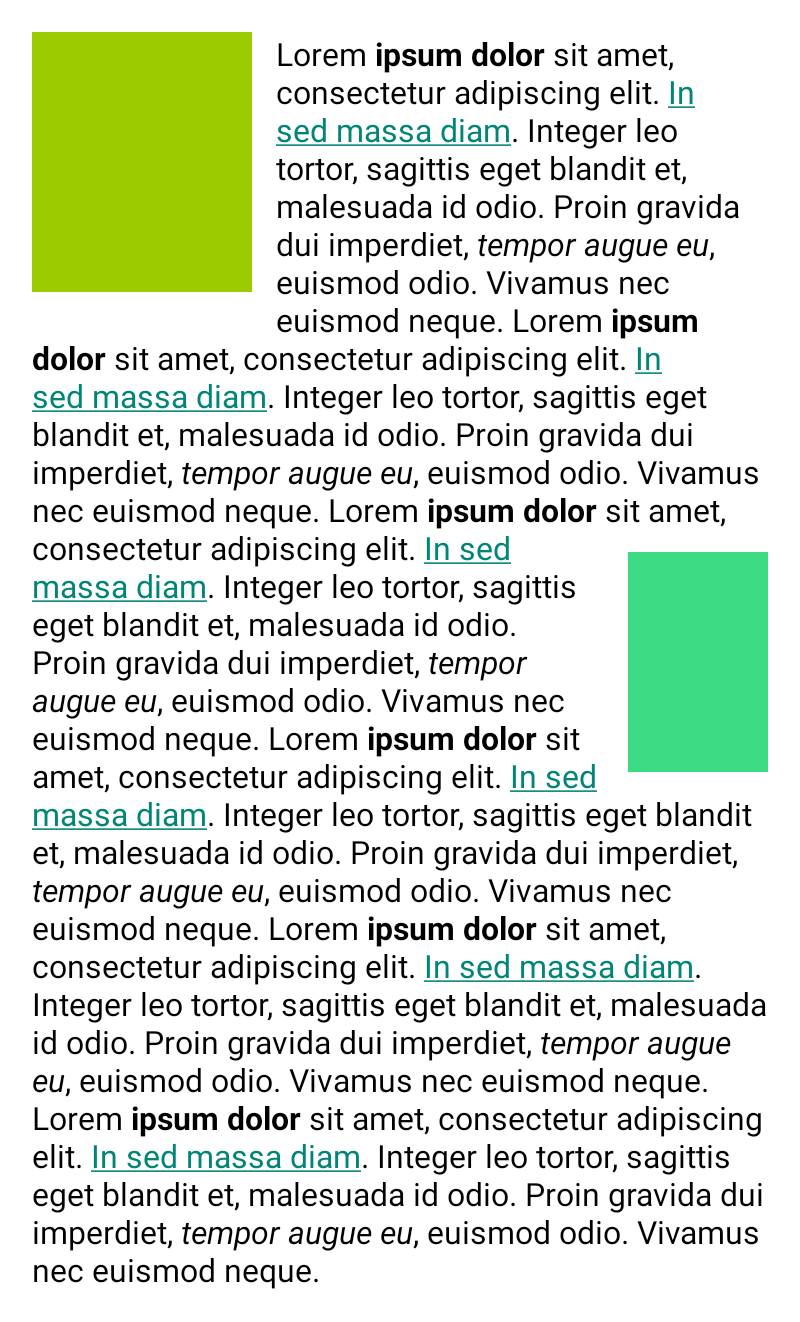 Lorem ipsum dolor sit amet,
consectetur adipiscing elit. In
sed massa diam. Integer leo
tortor, sagittis eget blandit et,
malesuada id odio. Proin gravida
dui imperdiet, tempor augue eu,
euismod odio. Vivamus nec
euismod neque. Lorem ipsum
dolor sit amet, consectetur adipiscing elit. In
sed massa diam. Integer leo tortor, sagittis eget
blandit et, malesuada id odio. Proin gravida dui
imperdiet, tempor augue eu, euismod odio. Vivamus
nec euismod neque. Lorem ipsum dolor sit amet,
consectetur adipiscing elit. In sed
massa diam. Integer leo tortor, sagittis
eget blandit et, malesuada id odio.
Proin gravida dui imperdiet, tempor
augue eu, euismod odio. Vivamus nec
euismod neque. Lorem ipsum dolor sit
amet, consectetur adipiscing elit. In sed
massa diam. Integer leo tortor, sagittis eget blandit
et, malesuada id odio. Proin gravida dui imperdiet,
tempor augue eu, euismod odio. Vivamus nec
euismod neque. Lorem ipsum dolor sit amet,
consectetur adipiscing elit. In sed massa diam.
Integer leo tortor, sagittis eget blandit et, malesuada
id odio. Proin gravida dui imperdiet, tempor augue
eu, euismod odio. Vivamus nec euismod neque.
Lorem ipsum dolor sit amet, consectetur adipiscing
elit. In sed massa diam. Integer leo tortor, sagittis
eget blandit et, malesuada id odio. Proin gravida dui
imperdiet, tempor augue eu, euismod odio. Vivamus
nec euismod neque.